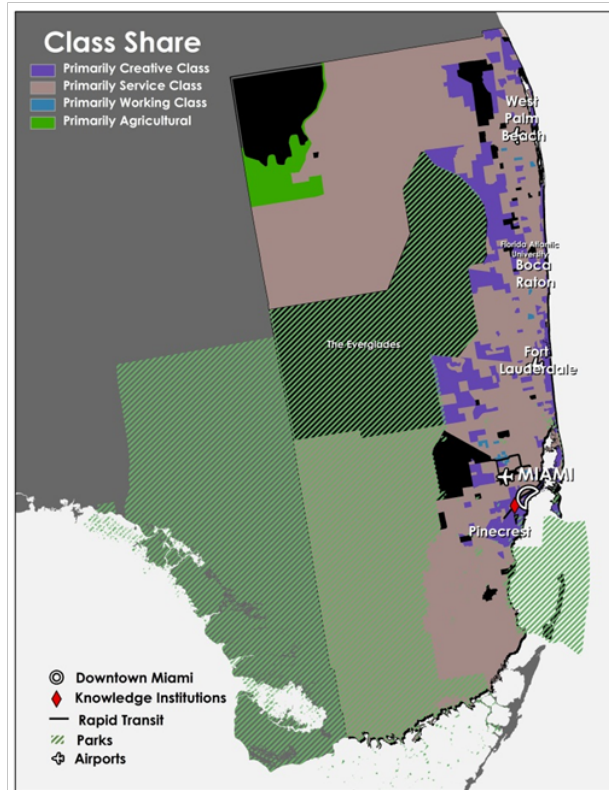 Class Share
Primarily Creative Class
Primarily Service Class
Primarily Working Class
Primarily Agricultural
West
Palm
Beach
Florida Atlantic
University
Boca
Raton
The Everglades
Fort
Lauderdale
MIAMI
Pinecrest
Downtown Miami
Knowledge Institutions
Rapid Transit
Parks
Airports